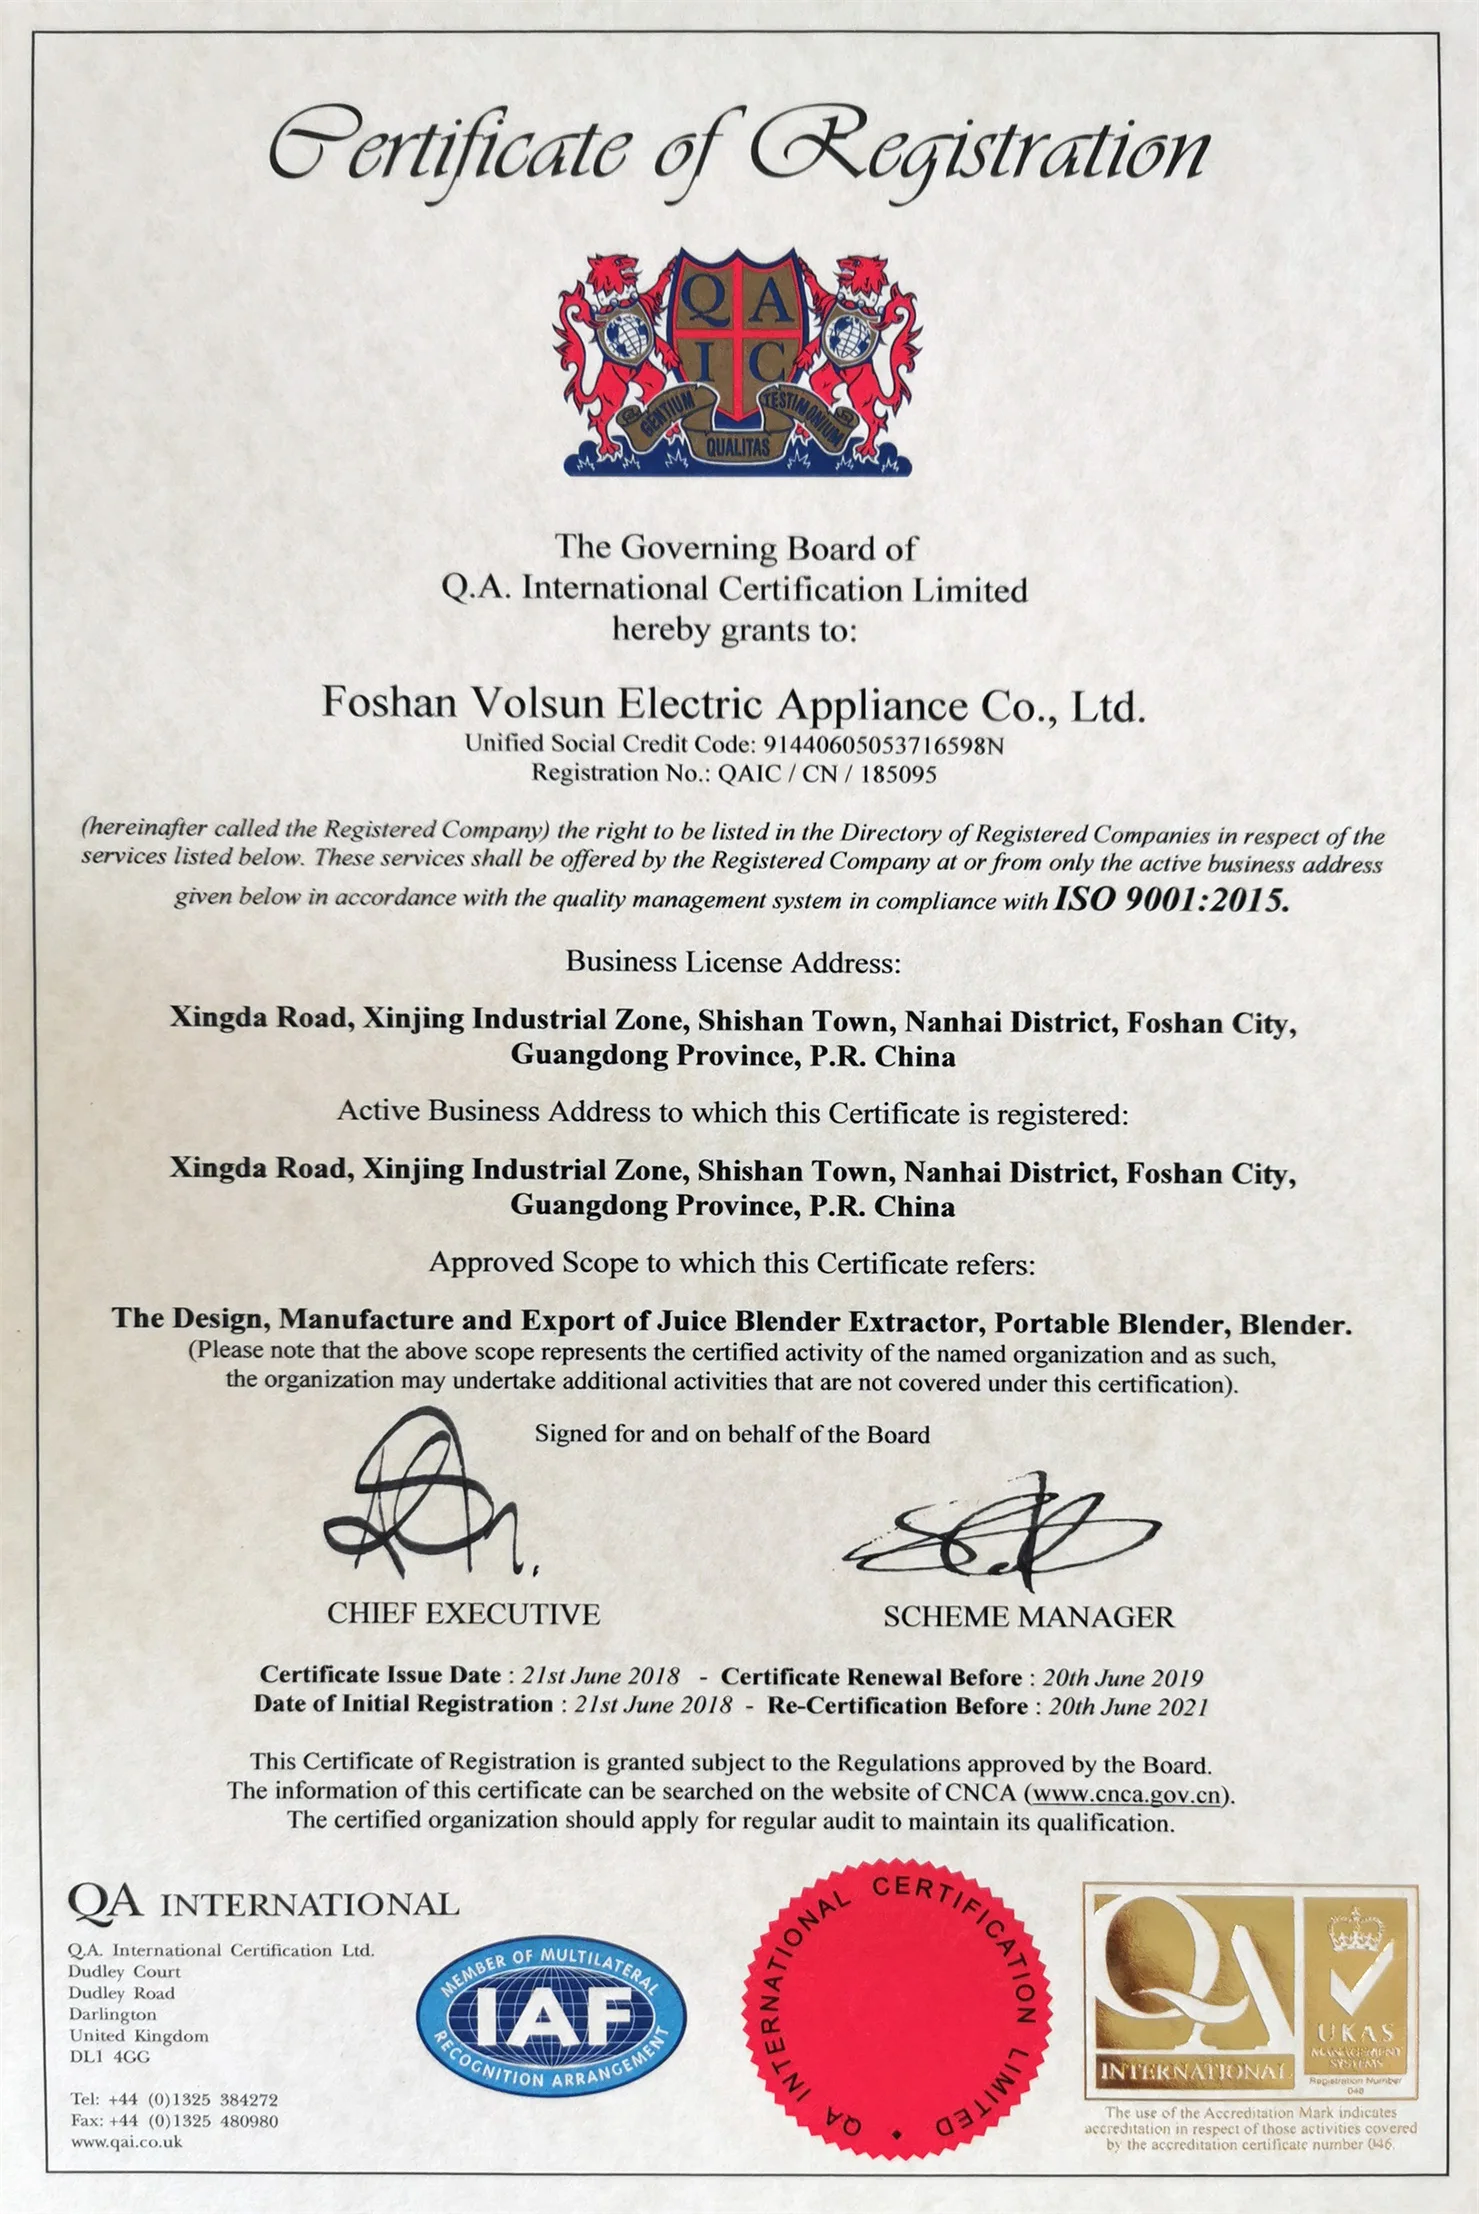 Certificate of Registration
Q A
I C
GENTIUM QUALITAS TESTIMONIUM
The Governing Board of
Q.A. International Certification Limited
hereby grants to:
Foshan Volsun Electric Appliance Co., Ltd.
Unified Social Credit Code: 91440605053716598N
Registration No.: QAIC / CN / 185095
(hereinafter called the Registered Company) the right to be listed in the Directory of Registered Companies in respect of the
services listed below. These services shall be offered by the Registered Company at or from only the active business address
given below in accordance with the quality management system in compliance with ISO 9001:2015.
Business License Address:
Xingda Road, Xinjing Industrial Zone, Shishan Town, Nanhai District, Foshan City,
Guangdong Province, P.R. China
Active Business Address to which this Certificate is registered:
Xingda Road, Xinjing Industrial Zone, Shishan Town, Nanhai District, Foshan City,
Guangdong Province, P.R. China
Approved Scope to which this Certificate refers:
The Design, Manufacture and Export of Juice Blender Extractor, Portable Blender, Blender.
(Please note that the above scope represents the certified activity of the named organization and as such,
the organization may undertake additional activities that are not covered under this certification).
Signed for and on behalf of the Board
CHIEF EXECUTIVE
SCHEME MANAGER
Certificate Issue Date : 21st June 2018 - Certificate Renewal Before : 20th June 2019
Date of Initial Registration : 21st June 2018 - Re-Certification Before : 20th June 2021
This Certificate of Registration is granted subject to the Regulations approved by the Board.
The information of this certificate can be searched on the website of CNCA (www.cnca.gov.cn).
The certified organization should apply for regular audit to maintain its qualification.
QA INTERNATIONAL
Q.A. International Certification Ltd.
Dudley Court
Dudley Road
Darlington
United Kingdom
DL1 4GG
Tel: +44 (0)1325 384272
Fax: +44 (0)1325 480980
www.qai.co.uk
MEMBER OF MULTILATERAL
IAF
RECOGNITION ARRANGEMENT
QA INTERNATIONAL CERTIFICATION LIMITED
QA
INTERNATIONAL
UKAS
MANAGEMENT
SYSTEMS
Registration Number
The use of the Accreditation Mark indicates
accreditation in respect of those activities covered
by the accreditation certificate number 046.